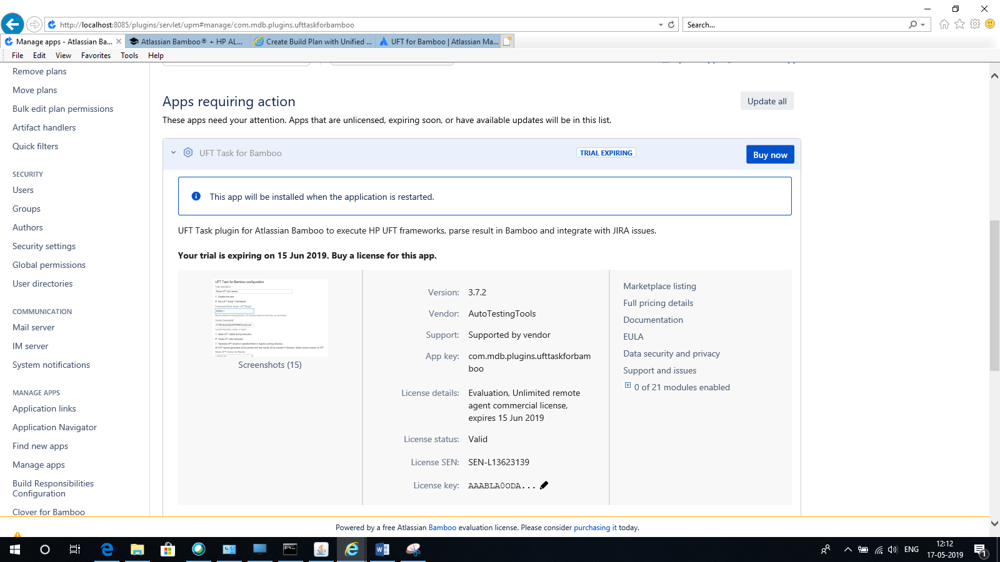 http://localhost:8085/plugins/servlet/upm#manage/com.mdb.plugins.ufttaskforbamboo
Search...
Manage apps - Atlassian Ba...
Atlassian Bamboo® + HP AL...
Create Build Plan with Unified ...
UFT for Bamboo | Atlassian Ma...
File Edit View Favorites Tools Help
Remove plans
Move plans
Bulk edit plan permissions
Artifact handlers
Quick filters
SECURITY
Users
Groups
Authors
Security settings
Global permissions
User directories
COMMUNICATION
Mail server
IM server
System notifications
MANAGE APPS
Application links
Application Navigator
Find new apps
Manage apps
Build Responsibilities
Configuration
Clover for Bamboo
Apps requiring action
Update all
These apps need your attention. Apps that are unlicensed, expiring soon, or have available updates will be in this list.
UFT Task for Bamboo
TRIAL EXPIRING
Buy now
This app will be installed when the application is restarted.
UFT Task plugin for Atlassian Bamboo to execute HP UFT frameworks, parse result in Bamboo and integrate with JIRA issues.
Your trial is expiring on 15 Jun 2019. Buy a license for this app.
UFT Task for Bamboo configuration
Screenshots (15)
Version: 3.7.2
Vendor: AutoTestingTools
Support: Supported by vendor
App key: com.mdb.plugins.ufttaskforbam
boo
License details: Evaluation, Unlimited remote
agent commercial license,
expires 15 Jun 2019
License status: Valid
License SEN: SEN-L13623139
License key: AAABLA0ODA...
Marketplace listing
Full pricing details
Documentation
EULA
Data security and privacy
Support and issues
0 of 21 modules enabled
Powered by a free Atlassian Bamboo evaluation license. Please consider purchasing it today.
ENG
12:12
17-05-2019
1